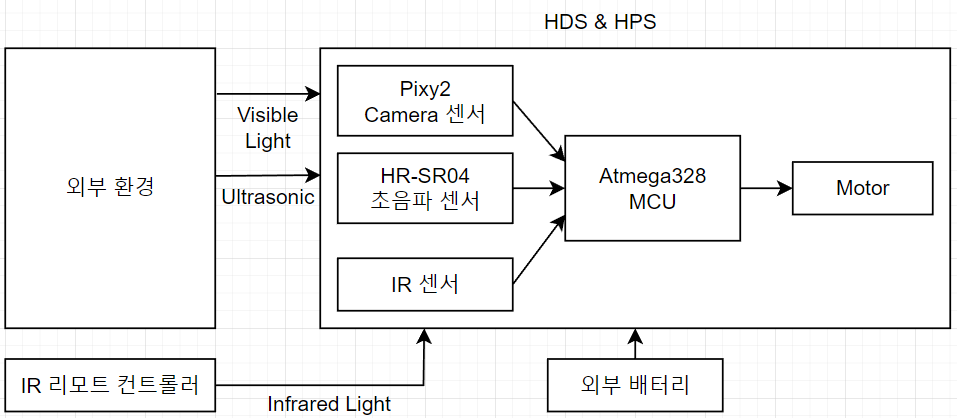 HDS & HPS
외부 환경
Visible
Light
Ultrasonic
Pixy2
Camera 센서
HR-SR04
초음파 센서
IR 센서
Atmega328
MCU
Motor
IR 리모트 컨트롤러
Infrared Light
외부 배터리